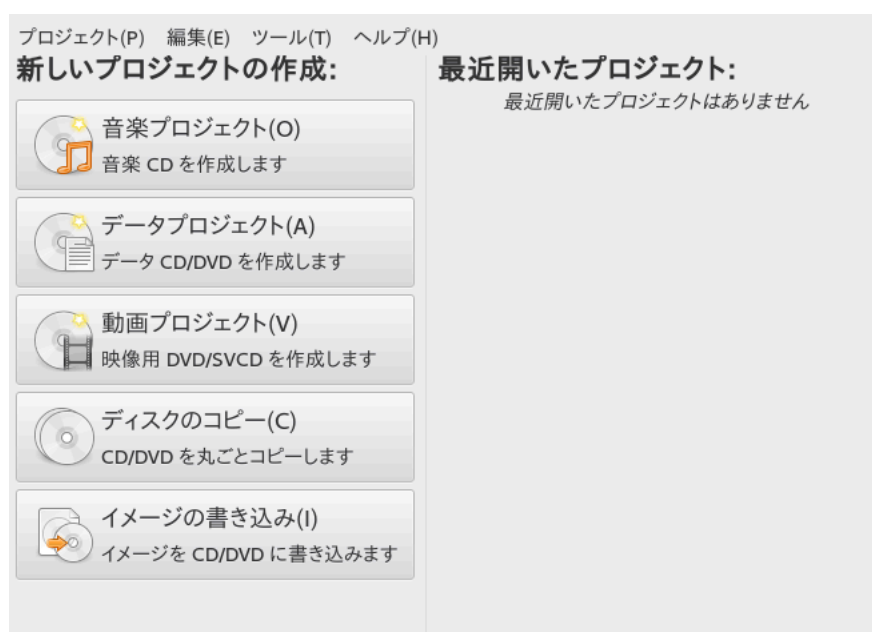 プロジェクト(P) 編集(E) ツール(T) ヘルプ(H)
新しいプロジェクトの作成:
音楽プロジェクト(O)
音楽 CD を作成します
データプロジェクト(A)
データ CD/DVD を作成します
動画プロジェクト(V)
映像用 DVD/SVCD を作成します
ディスクのコピー(C)
CD/DVD を丸ごとコピーします
イメージの書き込み(I)
イメージを CD/DVD に書き込みます
最近開いたプロジェクト:
最近開いたプロジェクトはありません